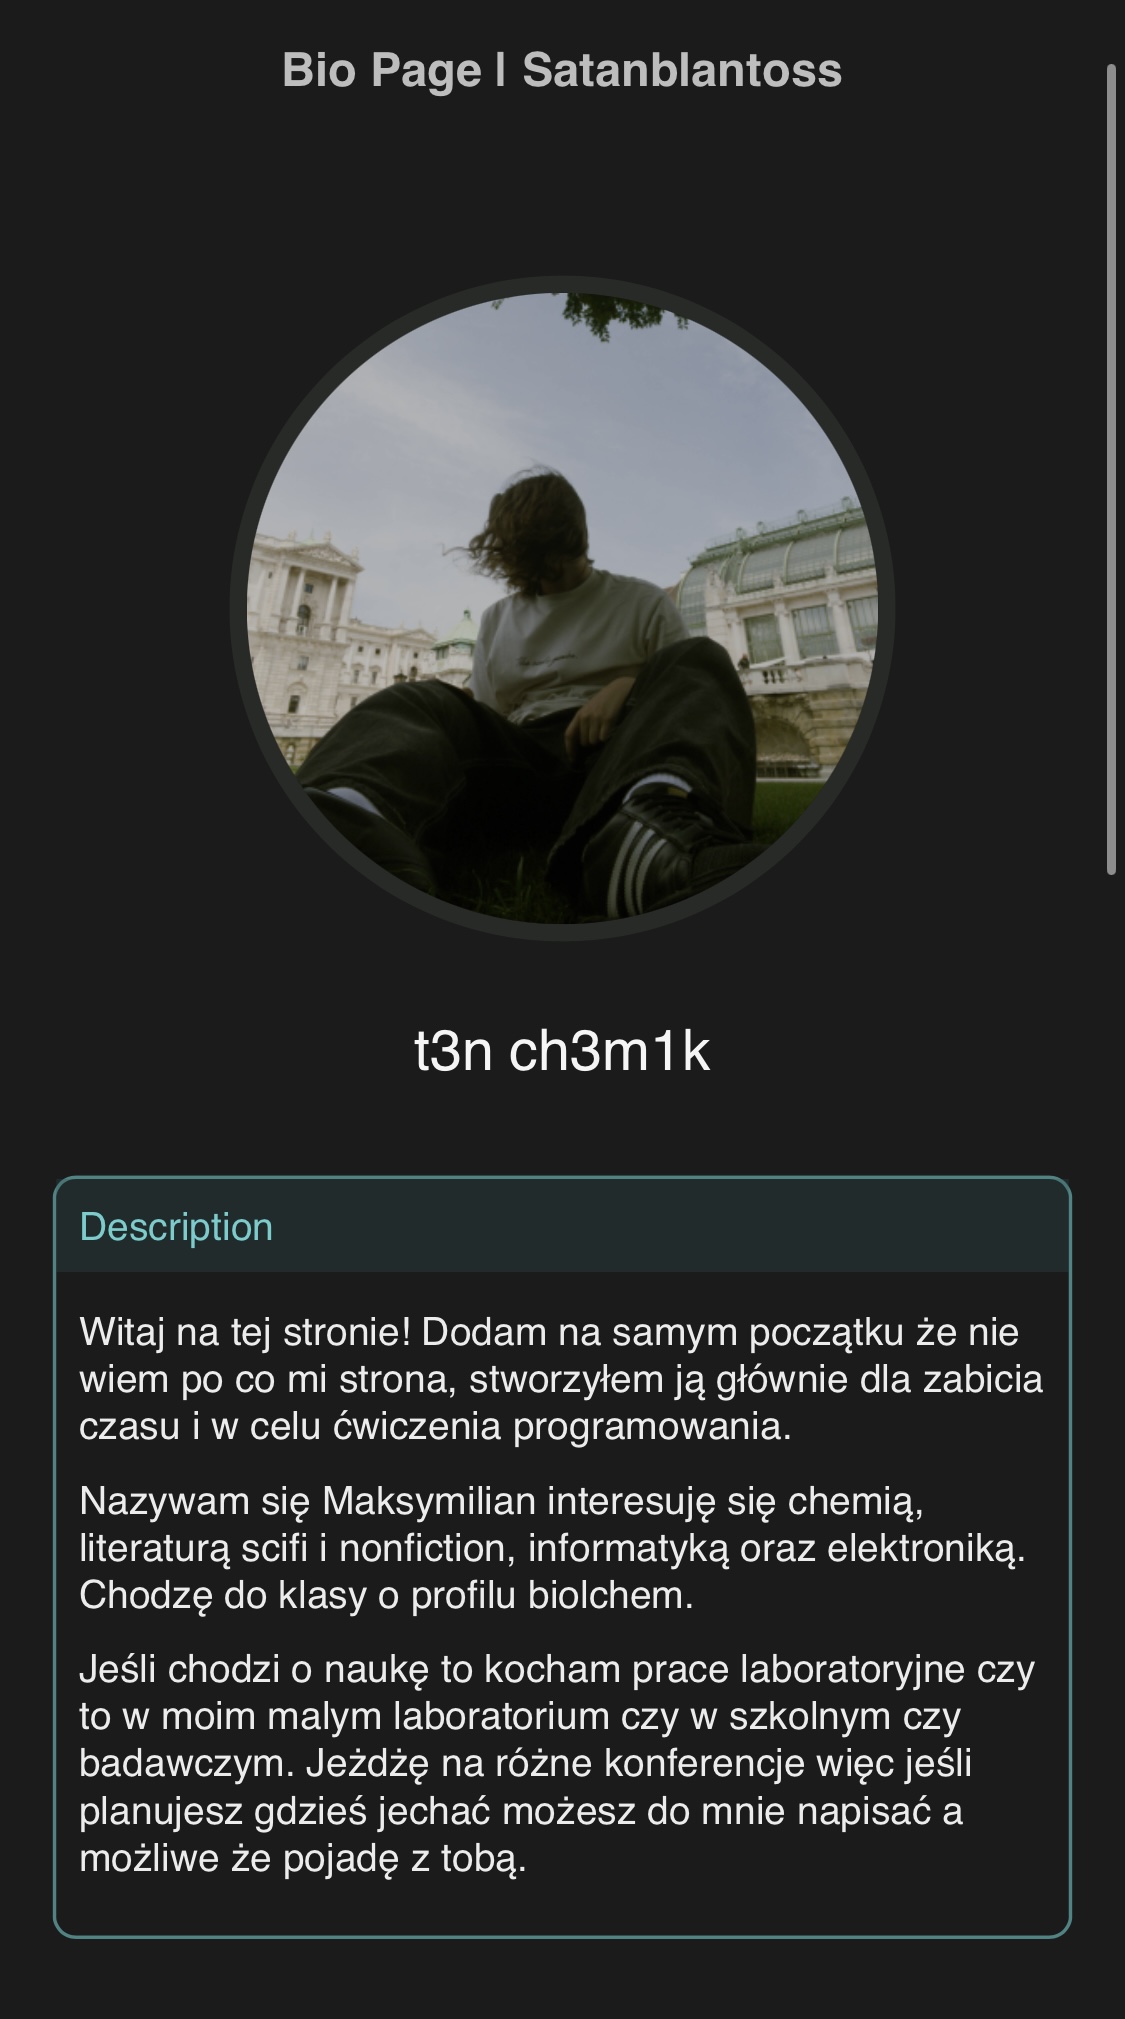 Bio Page | Satanblantoss
t3n ch3m1k
Description
Witaj na tej stronie! Dodam na samym początku że nie
wiem po co mi strona, stworzyłem ją głównie dla zabicia
czasu i w celu ćwiczenia programowania.
Nazywam się Maksymilian interesuję się chemią,
literaturą scifi i nonfiction, informatyką oraz elektroniką.
Chodzę do klasy o profilu biolchem.
Jeśli chodzi o naukę to kocham prace laboratoryjne czy
to w moim malym laboratorium czy w szkolnym czy
badawczym. Jeżdżę na różne konferencje więc jeśli
planujesz gdzieś jechać możesz do mnie napisać a
możliwe że pojadę z tobą.